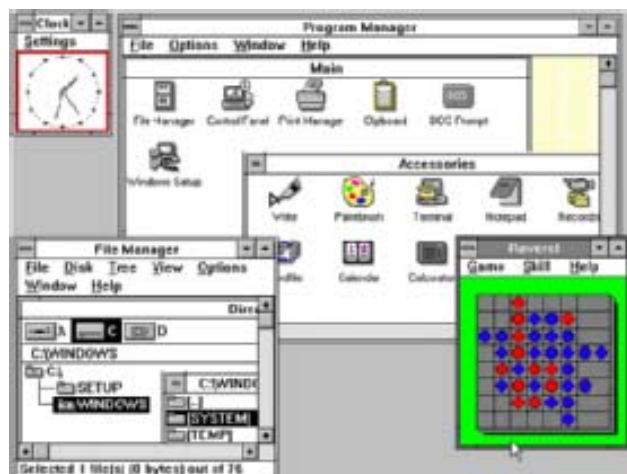 Clock
Settings
Program Manager
File Options Window Help
Main
File Manager Control Panel Print Manager Clipboard DOS Prompt
Windows Setup
Accessories
Write Paintbrush Terminal Notepad
Calendar
File Manager
File Disk Tree View Options
Window Help
A C D
C:\WINDOWS
C:\
SETUP
WINDOWS
[..]
[SYSTEM]
[TEMP]
Selected 1 file(s) (0 bytes) out of 76
Reversi
Game Skill Help